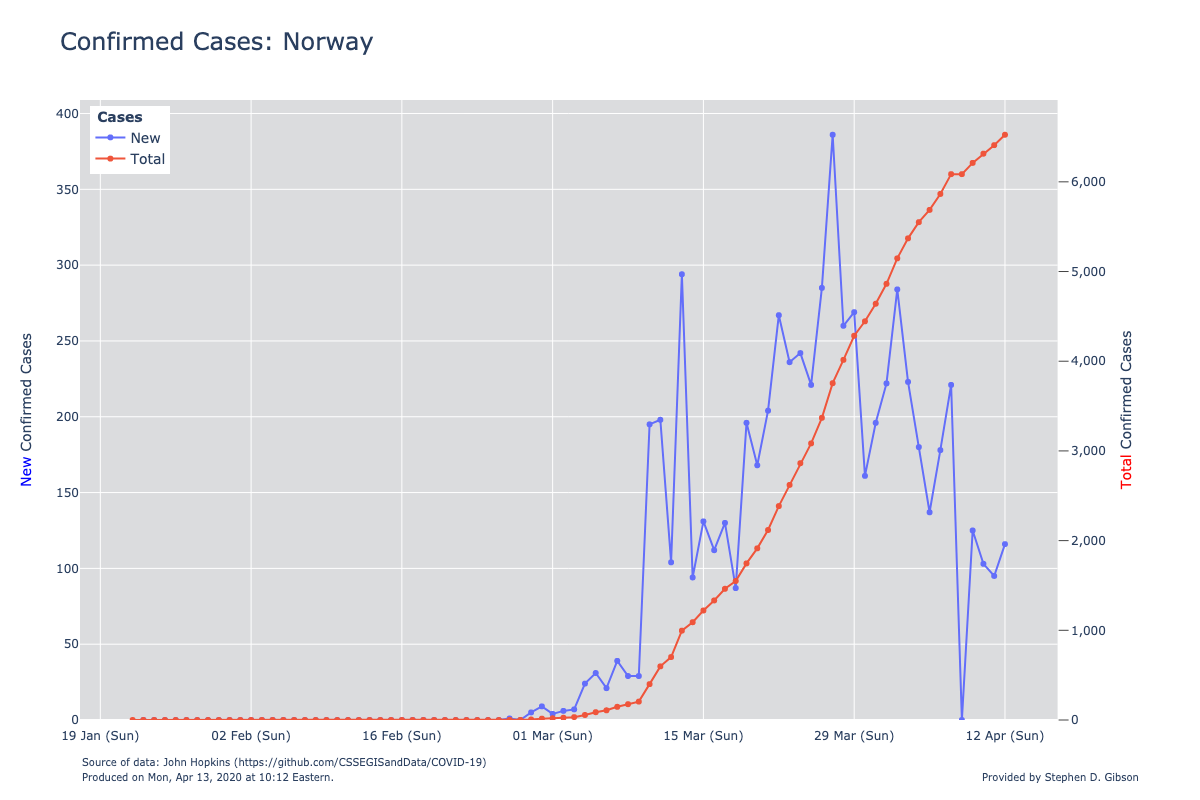 Confirmed Cases: Norway
Cases
New
Total
400
350
300
250
200
150
100
50
0
New Confirmed Cases
6,000
5,000
4,000
3,000
2,000
1,000
0
Total Confirmed Cases
19 Jan (Sun)
02 Feb (Sun)
16 Feb (Sun)
01 Mar (Sun)
15 Mar (Sun)
29 Mar (Sun)
12 Apr (Sun)
Source of data: John Hopkins (https://github.com/CSSEGISandData/COVID-19)
Produced on Mon, Apr 13, 2020 at 10:12 Eastern.
Provided by Stephen D. Gibson